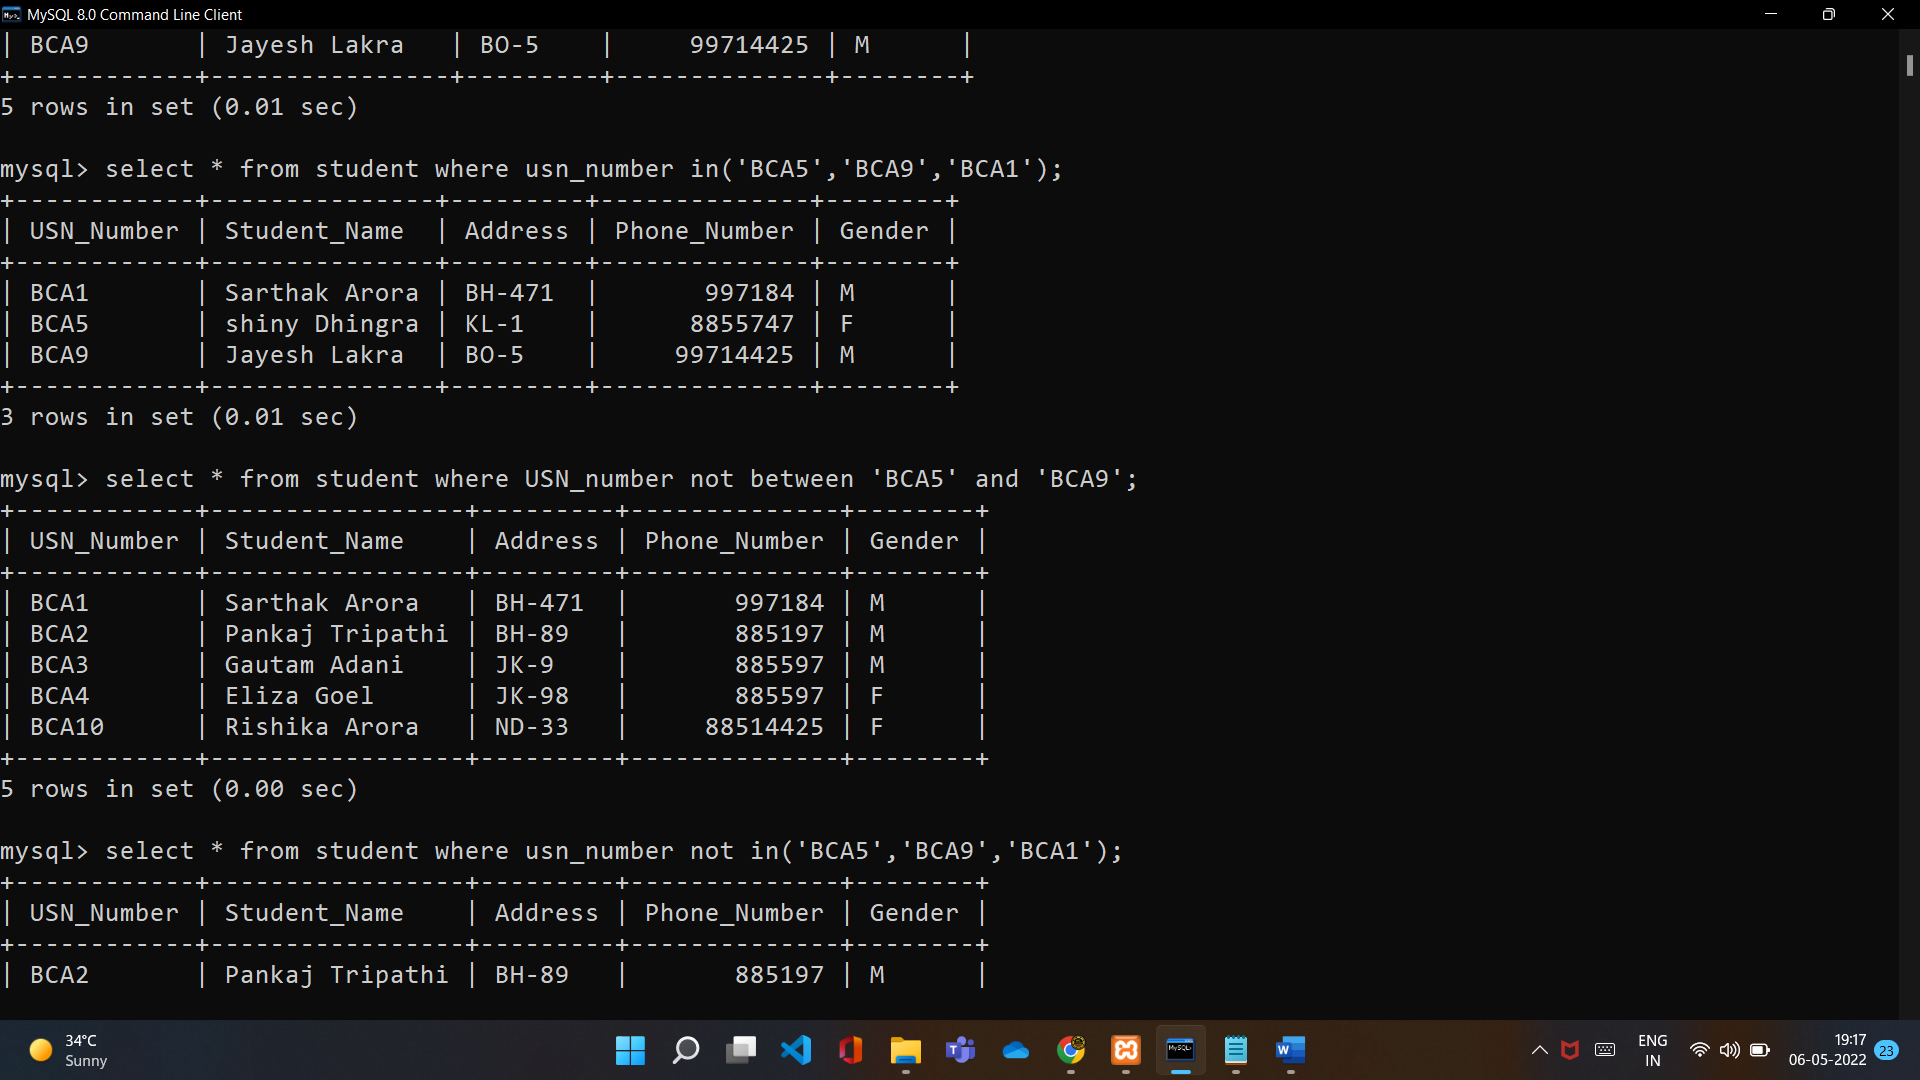 MySQL 8.0 Command Line Client
| BCA9       | Jayesh Lakra   | BO-5    |     99714425 | M      |
+------------+----------------+---------+--------------+--------+
5 rows in set (0.01 sec)
mysql> select * from student where usn_number in('BCA5','BCA9','BCA1');
+------------+---------------+---------+--------------+--------+
| USN_Number | Student_Name  | Address | Phone_Number | Gender |
+------------+---------------+---------+--------------+--------+
| BCA1       | Sarthak Arora | BH-471  |       997184 | M      |
| BCA5       | shiny Dhingra | KL-1    |      8855747 | F      |
| BCA9       | Jayesh Lakra  | BO-5    |     99714425 | M      |
+------------+---------------+---------+--------------+--------+
3 rows in set (0.01 sec)
mysql> select * from student where USN_number not between 'BCA5' and 'BCA9';
+------------+-----------------+---------+--------------+--------+
| USN_Number | Student_Name    | Address | Phone_Number | Gender |
+------------+-----------------+---------+--------------+--------+
| BCA1       | Sarthak Arora   | BH-471  |       997184 | M      |
| BCA2       | Pankaj Tripathi | BH-89   |       885197 | M      |
| BCA3       | Gautam Adani    | JK-9    |       885597 | M      |
| BCA4       | Eliza Goel      | JK-98   |       885597 | F      |
| BCA10      | Rishika Arora   | ND-33   |     88514425 | F      |
+------------+-----------------+---------+--------------+--------+
5 rows in set (0.00 sec)
mysql> select * from student where usn_number not in('BCA5','BCA9','BCA1');
+------------+-----------------+---------+--------------+--------+
| USN_Number | Student_Name    | Address | Phone_Number | Gender |
+------------+-----------------+---------+--------------+--------+
| BCA2       | Pankaj Tripathi | BH-89   |       885197 | M      |
34°C
Sunny
ENG
IN
19:17
06-05-2022
23